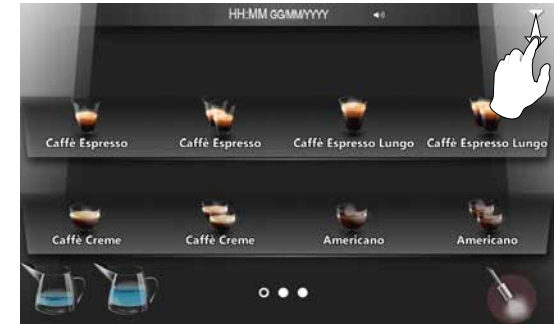 HH:MM GG/MM/YYYY
Caffè Espresso Caffè Espresso Caffè Espresso Lungo Caffè Espresso Lungo
Caffè Creme Caffè Creme Americano Americano